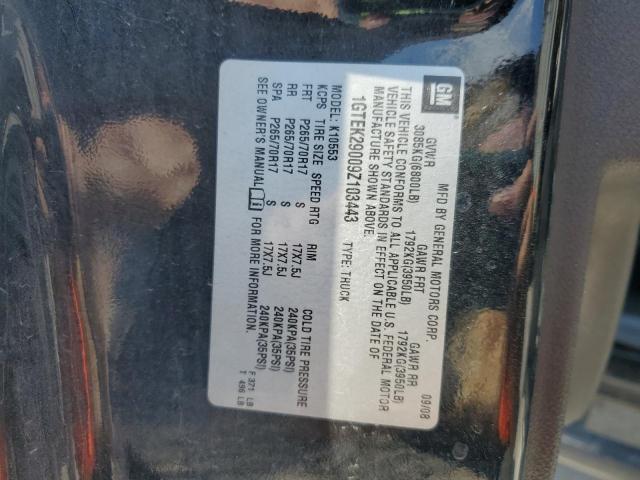 GM
MFD BY GENERAL MOTORS CORP. 09/08
GVWR GAWR FRT GAWR RR
3085KG(6800LB) 1792KG(3950LB) 1792KG(3950LB)
THIS VEHICLE CONFORMS TO ALL APPLICABLE U.S. FEDERAL MOTOR
VEHICLE SAFETY STANDARDS IN EFFECT ON THE DATE OF
MANUFACTURE SHOWN ABOVE.
1GTEK29009Z103443 TYPE: TRUCK
MODEL: K10553
KCPS TIRE SIZE SPEED RTG RIM COLD TIRE PRESSURE
FRT P265/70R17 S 17X7.5J 240KPA(35PSI)
RR P265/70R17 S 17X7.5J 240KPA(35PSI)
SPA P265/70R17 S 17X7.5J 240KPA(35PSI)
SEE OWNER'S MANUAL FOR MORE INFORMATION.
F 371 LB
T 496 LB